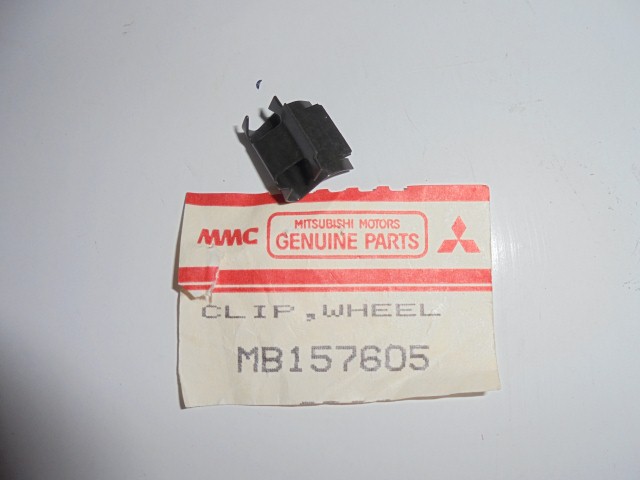 MMC
MITSUBISHI MOTORS
GENUINE PARTS
CLIP,WHEEL
MB157605